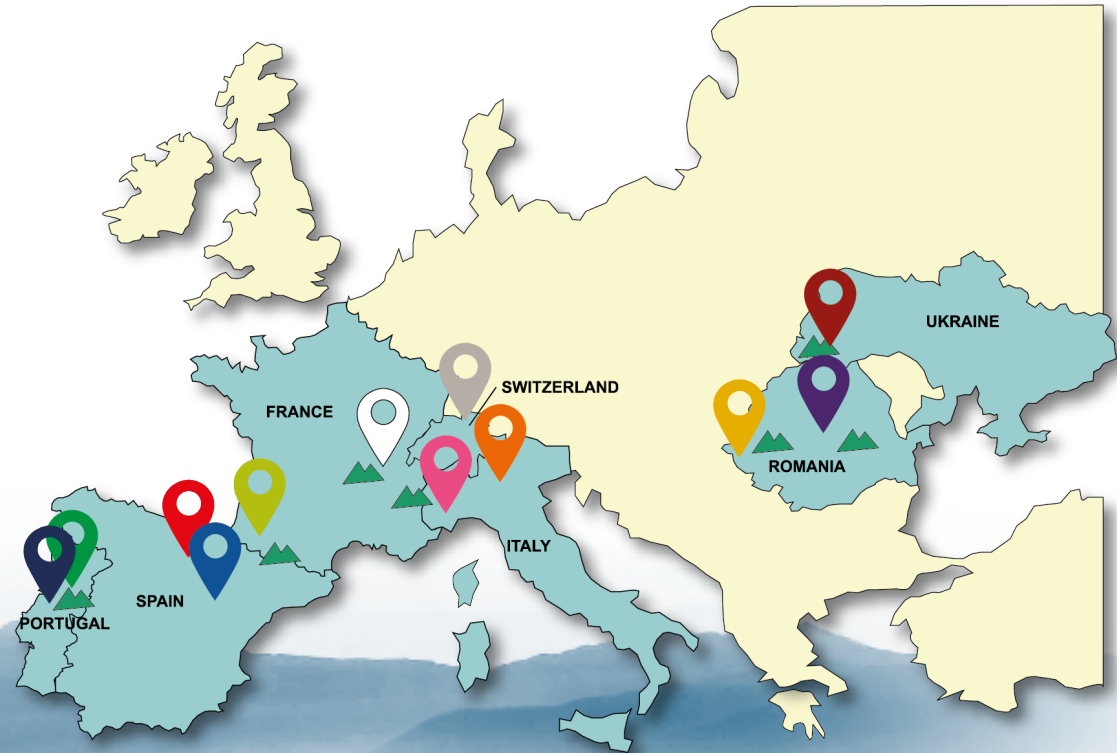 UKRAINE
SWITZERLAND
FRANCE
ROMANIA
ITALY
SPAIN
PORTUGAL